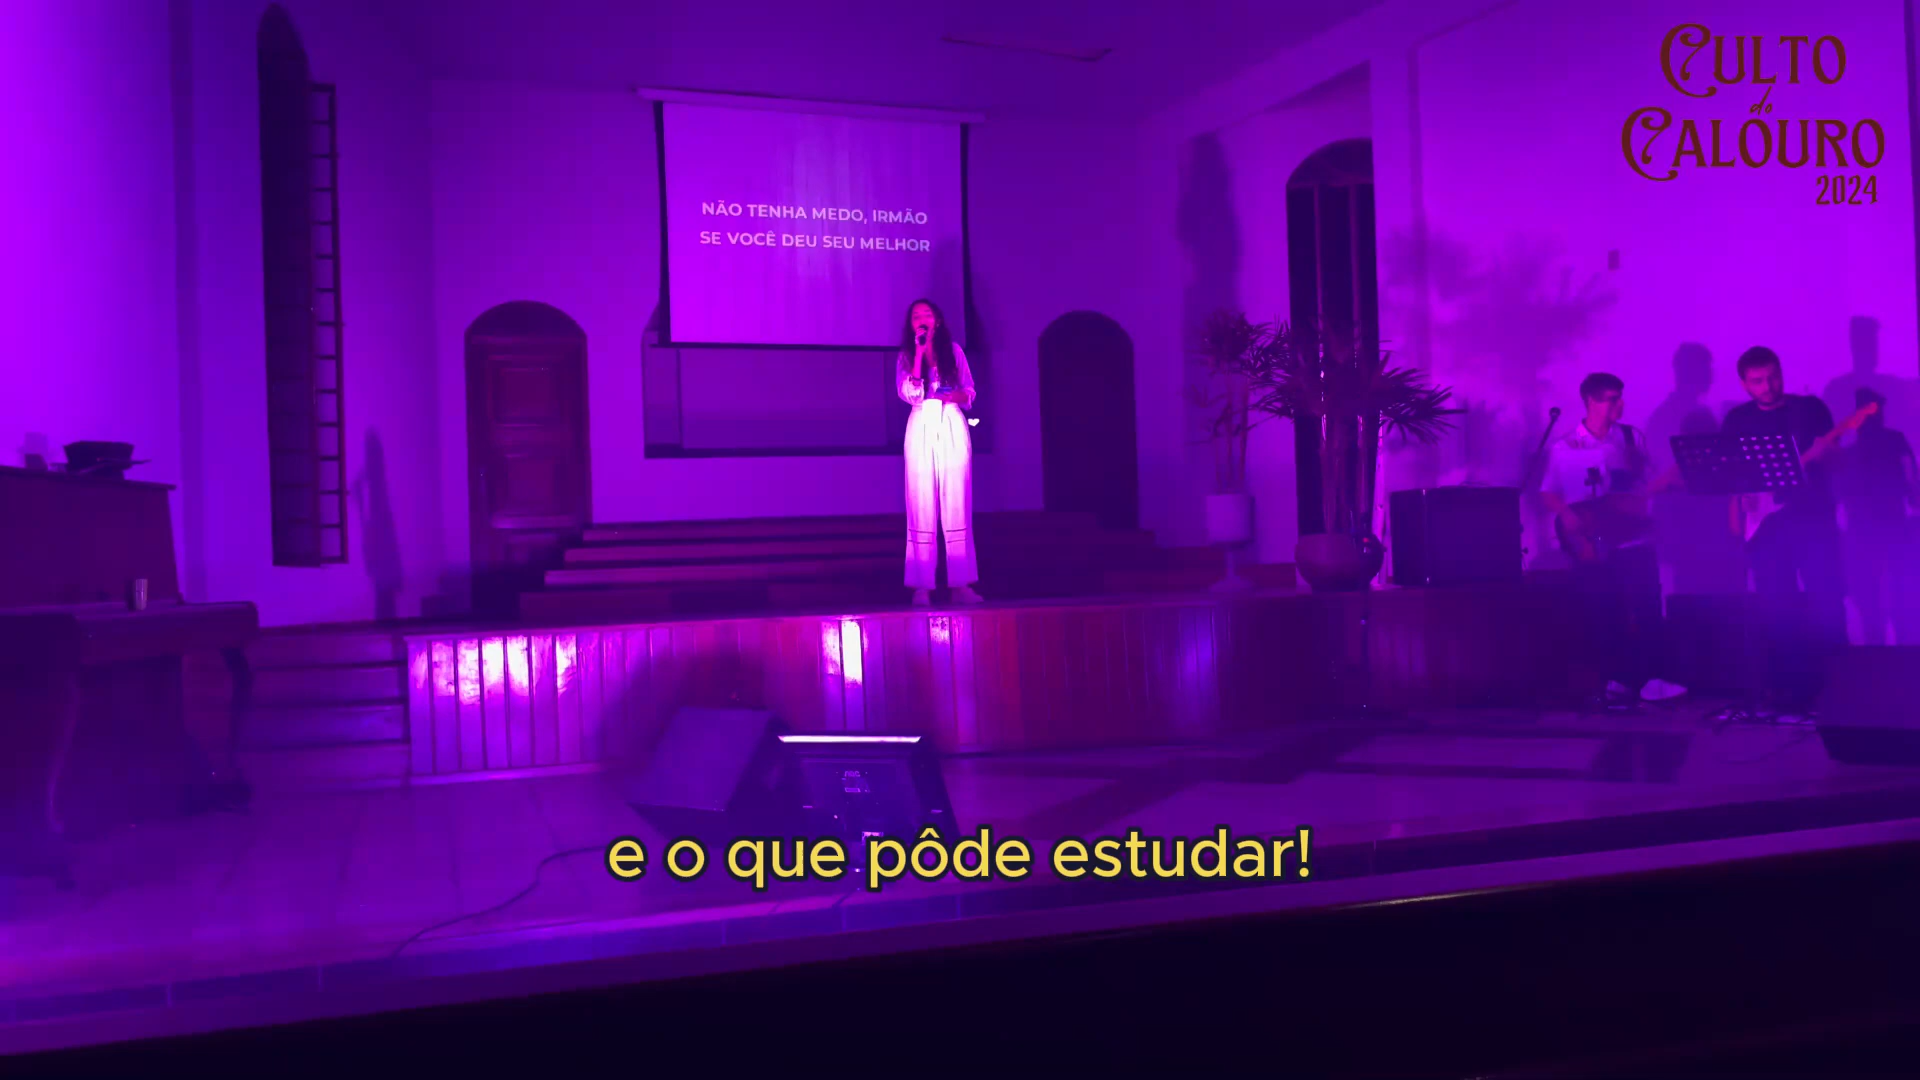 CULTO
do
CALOURO
2024
NÃO TENHA MEDO, IRMÃO
SE VOCÊ DEU SEU MELHOR
e o que pôde estudar!